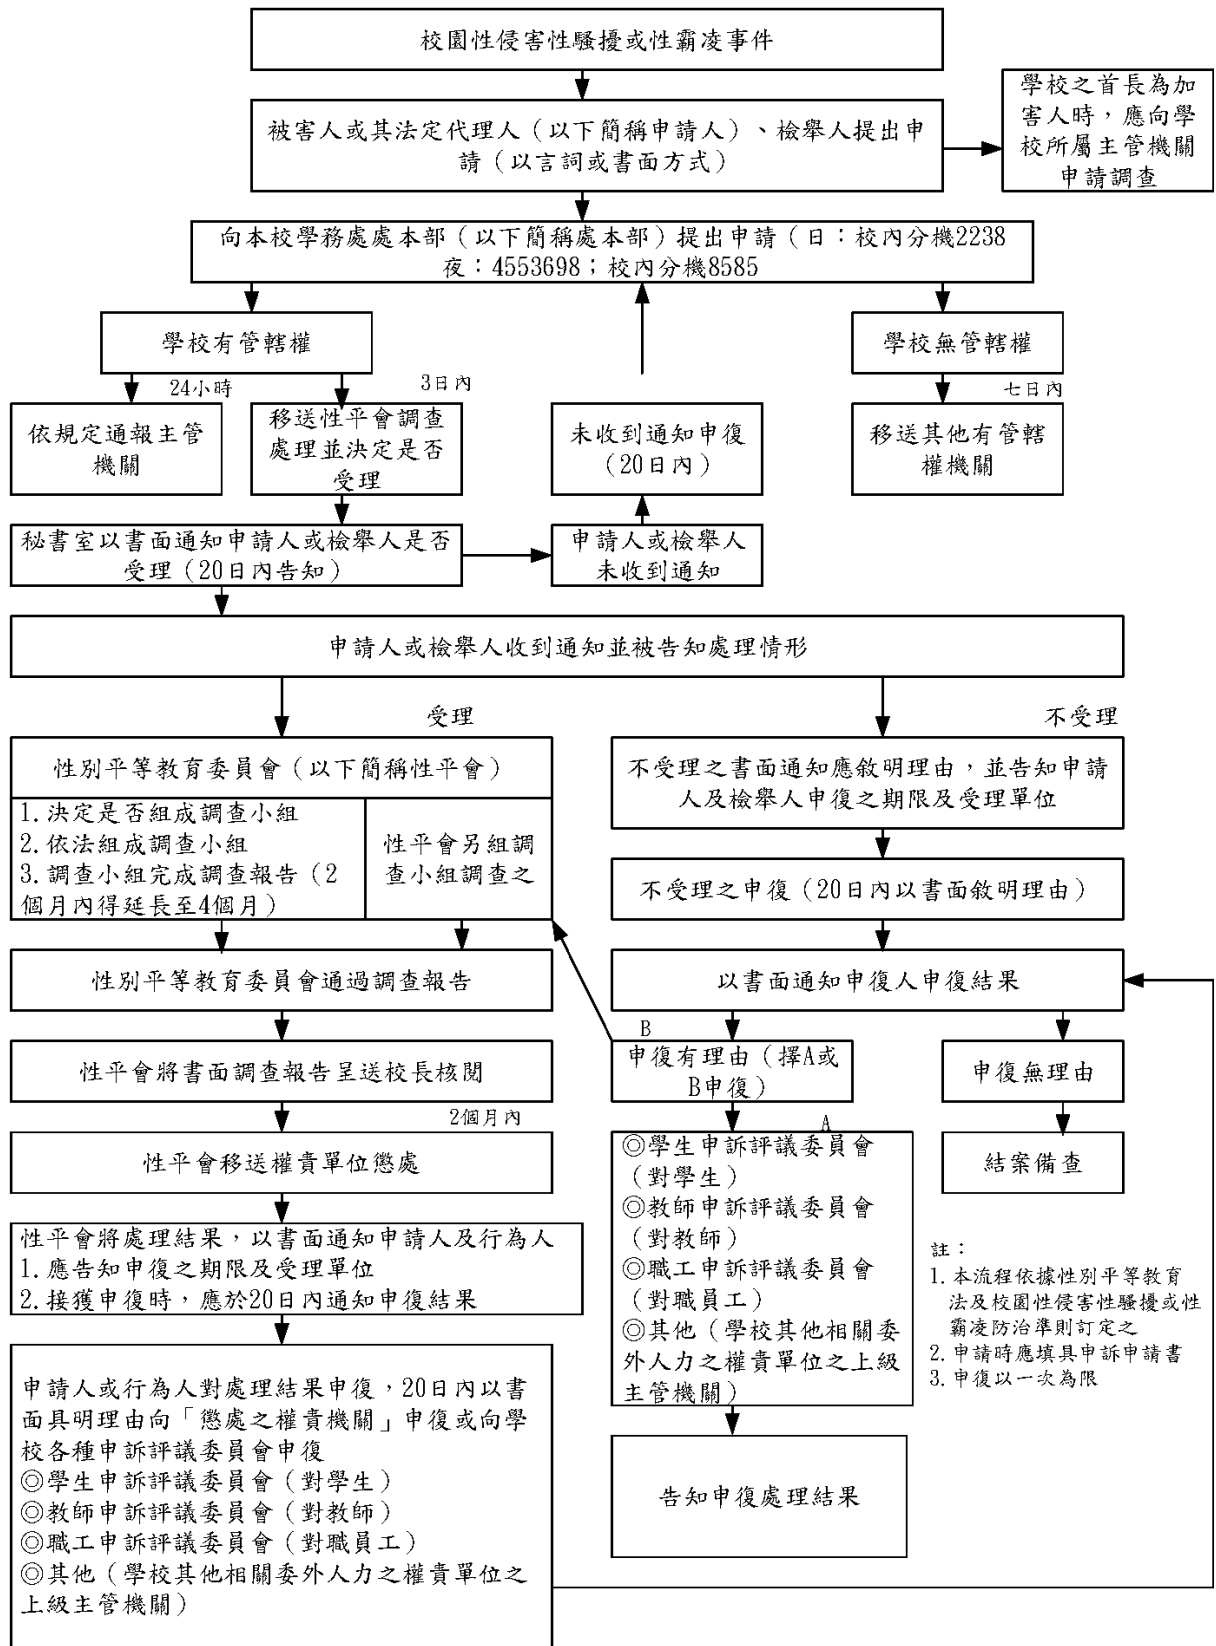 校園性侵害性騷擾或性霸凌事件
學校之首長為加
害人時，應向學
校所屬主管機關
申請調查
被害人或其法定代理人（以下簡稱申請人）、檢舉人提出申
請（以言詞或書面方式）
向本校學務處處本部（以下簡稱處本部）提出申請（日：校內分機2238
夜：4553698；校內分機8585
學校有管轄權
學校無管轄權
24小時
3日內
七日內
依規定通報主管
機關
移送性平會調查
處理並決定是否
受理
未收到通知申復
（20日內）
移送其他有管轄
權機關
秘書室以書面通知申請人或檢舉人是否
受理（20日內告知）
申請人或檢舉人
未收到通知
申請人或檢舉人收到通知並被告知處理情形
受理
不受理
性別平等教育委員會（以下簡稱性平會）
1.決定是否組成調查小組
2.依法組成調查小組
3.調查小組完成調查報告（2
個月內得延長至4個月）
性平會另組調
查小組調查之
不受理之書面通知應敘明理由，並告知申請
人及檢舉人申復之期限及受理單位
不受理之申復（20日內以書面敘明理由）
性別平等教育委員會通過調查報告
以書面通知申復人申復結果
B
申復有理由（擇A或
B申復）
申復無理由
性平會將書面調查報告呈送校長核閱
2個月內
A
性平會移送權責單位懲處
◎學生申訴評議委員會
（對學生）
◎教師申訴評議委員會
（對教師）
◎職工申訴評議委員會
（對職員工）
◎其他（學校其他相關委
外人力之權責單位之上級
主管機關）
結案備查
性平會將處理結果，以書面通知申請人及行為人
1.應告知申復之期限及受理單位
2.接獲申復時，應於20日內通知申復結果
註：
1.本流程依據性別平等教育
法及校園性侵害性騷擾或性
霸凌防治準則訂定之
2.申請時應填具申訴申請書
3.申復以一次為限
申請人或行為人對處理結果申復，20日內以書
面具明理由向「懲處之權責機關」申復或向學
校各種申訴評議委員會申復
◎學生申訴評議委員會（對學生）
◎教師申訴評議委員會（對教師）
◎職工申訴評議委員會（對職員工）
◎其他（學校其他相關委外人力之權責單位之
上級主管機關）
告知申復處理結果